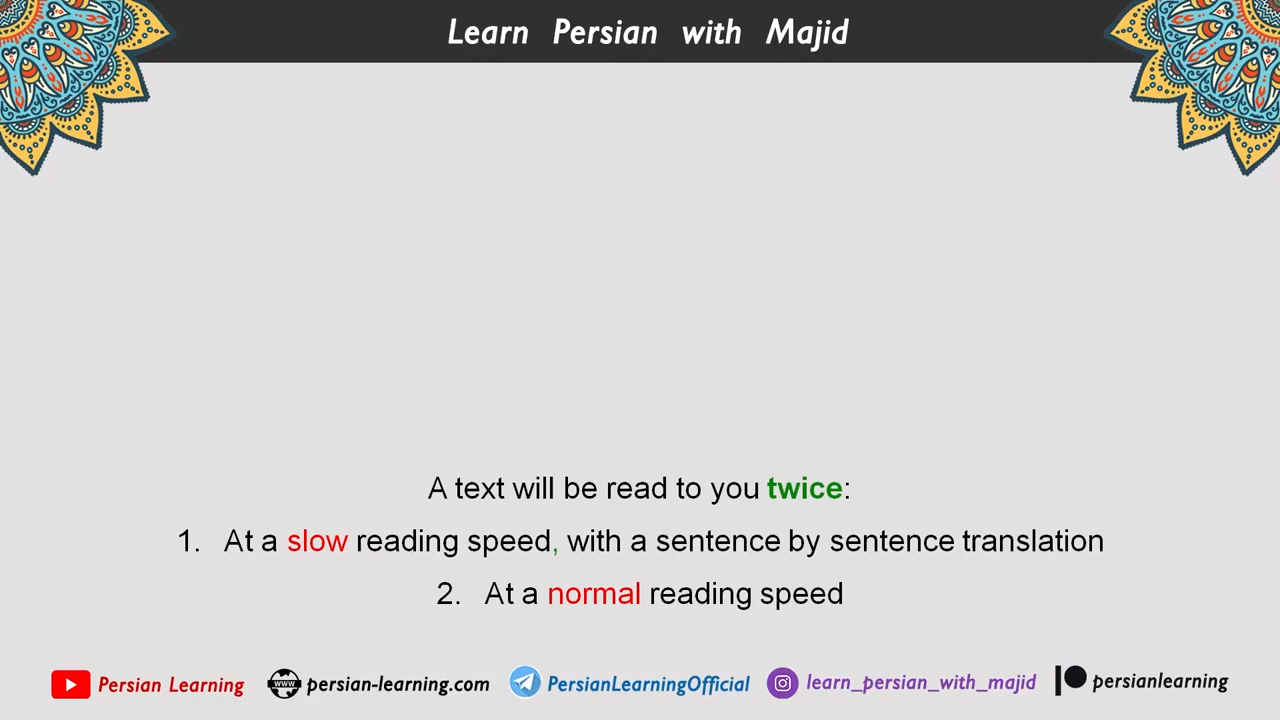 Learn Persian with Majid
A text will be read to you twice:
1. At a slow reading speed, with a sentence by sentence translation
2. At a normal reading speed
Persian Learning www persian-learning.com PersianLearningOfficial learn_persian_with_majid persianlearning